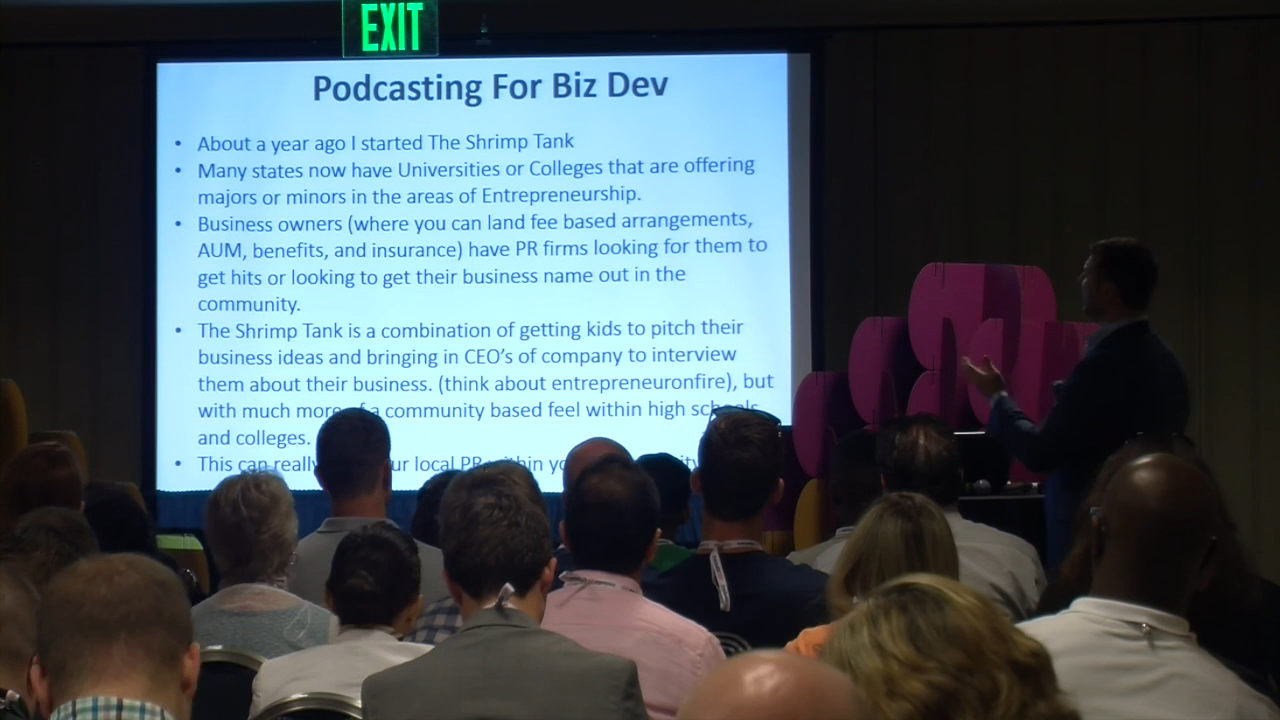 EXIT
Podcasting For Biz Dev
• About a year ago I started The Shrimp Tank
• Many states now have Universities or Colleges that are offering
majors or minors in the areas of Entrepreneurship.
• Business owners (where you can land fee based arrangements,
AUM, benefits, and insurance) have PR firms looking for them to
get hits or looking to get their business name out in the
community.
• The Shrimp Tank is a combination of getting kids to pitch their
business ideas and bringing in CEO's of company to interview
them about their business. (think about entrepreneuronfire), but
with much more of a community based feel within high schools
and colleges.
• This can really local PR within